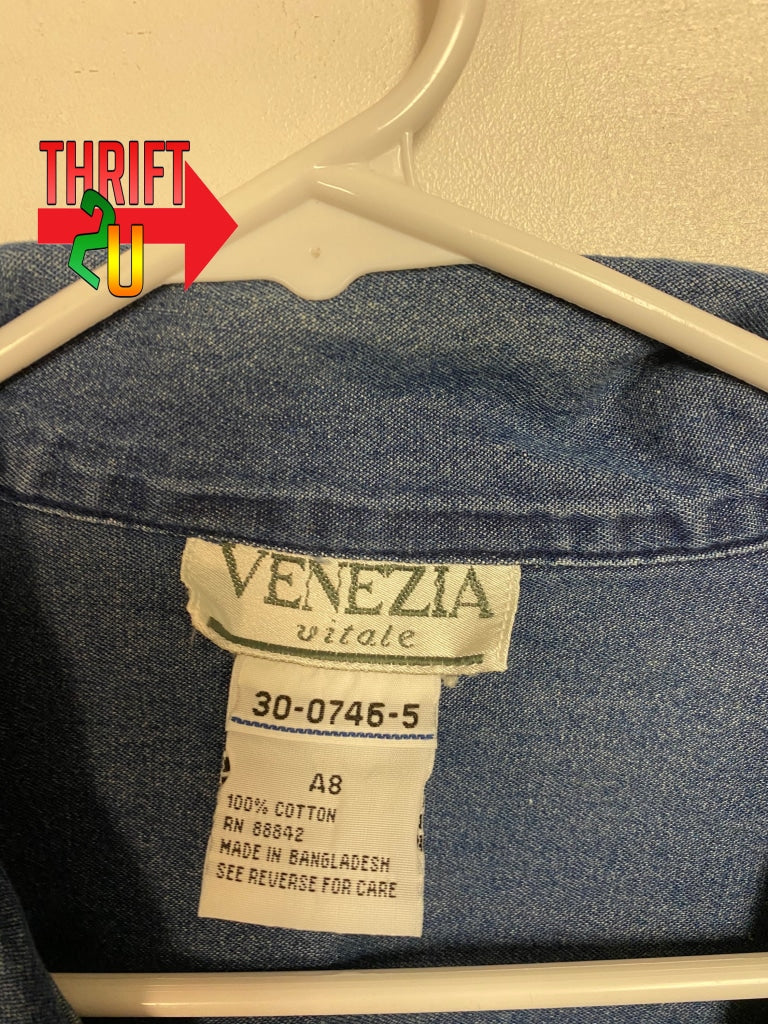 THRIFT
2U
VENEZIA
vitale
30-0746-5
A8
100% COTTON
RN 88842
MADE IN BANGLADESH
SEE REVERSE FOR CARE